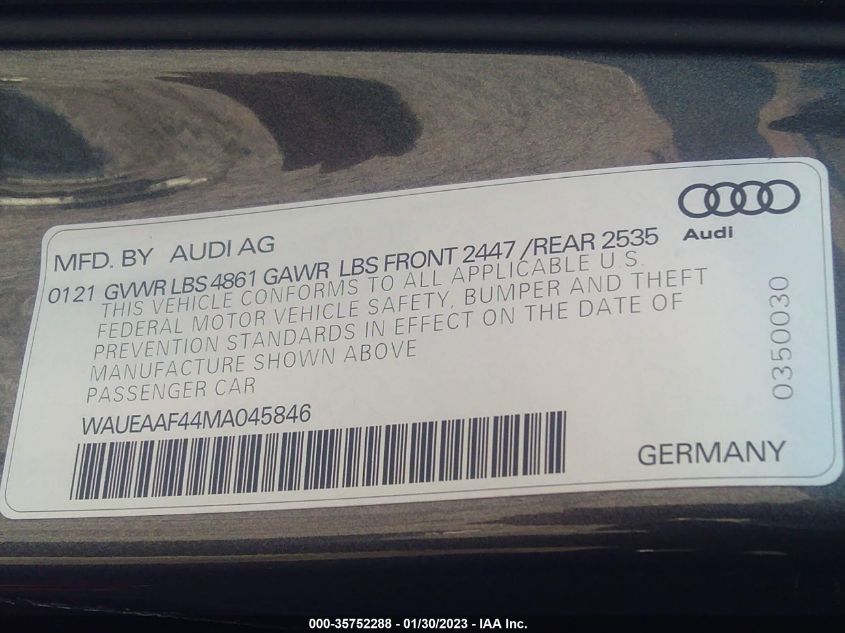 Audi
MFD. BY AUDI AG
0121 GVWR LBS 4861 GAWR LBS FRONT 2447 /REAR 2535
THIS VEHICLE CONFORMS TO ALL APPLICABLE U.S.
FEDERAL MOTOR VEHICLE SAFETY, BUMPER AND THEFT
PREVENTION STANDARDS IN EFFECT ON THE DATE OF
MANUFACTURE SHOWN ABOVE
PASSENGER CAR
WAUEAAF44MA045846
GERMANY
0350030
000-35752288 - 01/30/2023 - IAA Inc.